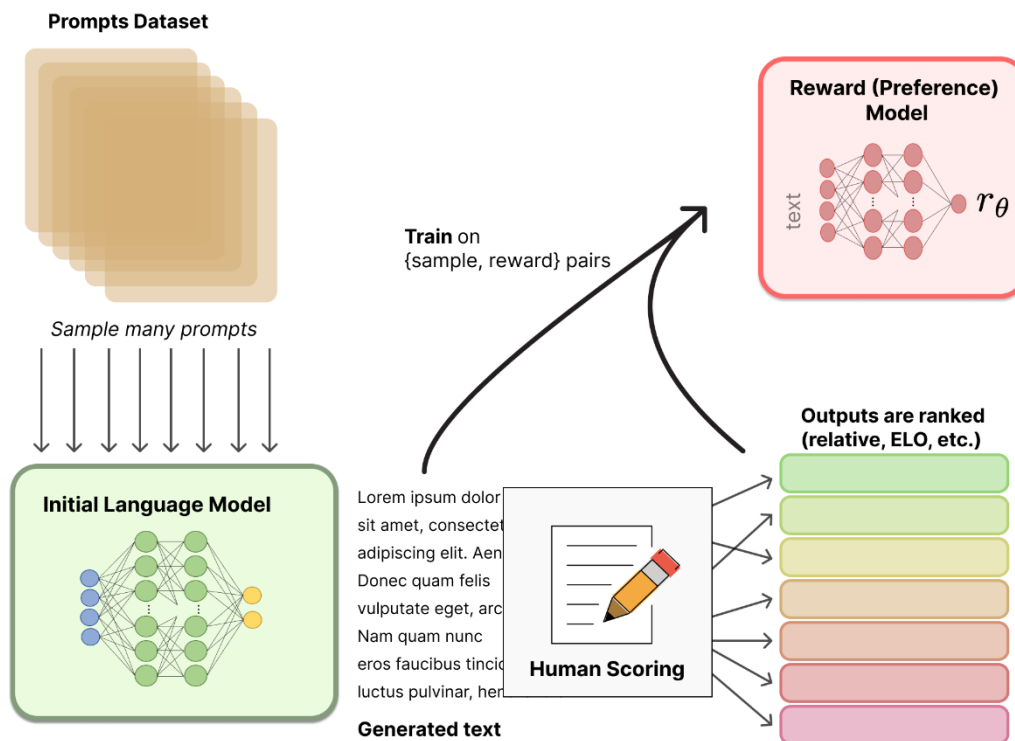 Prompts Dataset
Sample many prompts
Initial Language Model
Train on
{sample, reward} pairs
Reward (Preference)
Model
text
rθ
Lorem ipsum dolor
sit amet, consectet
adipiscing elit. Aen
Donec quam felis
vulputate eget, arc
Nam quam nunc
eros faucibus tincid
luctus pulvinar, hen
Generated text
Human Scoring
Outputs are ranked
(relative, ELO, etc.)